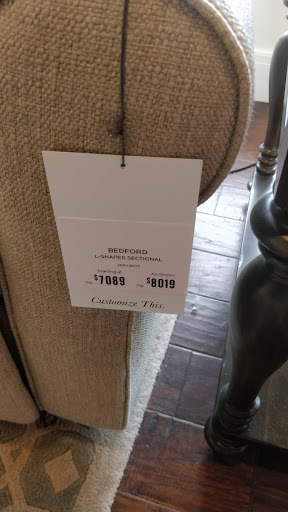 BEDFORD
L-SHAPED SECTIONAL
Starting at As Shown
$7089 $8019
Customize This.